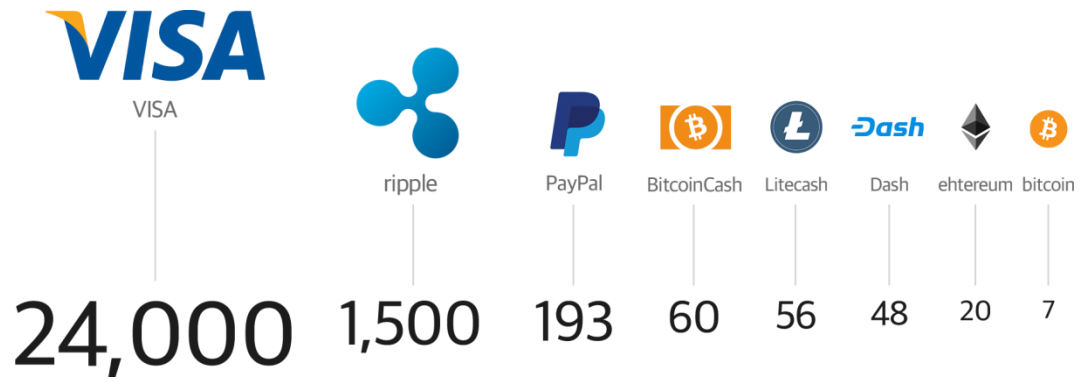 VISA
VISA
ripple
PayPal
BitcoinCash
Litecash
Dash
Dash
ehtereum
bitcoin
24,000
1,500
193
60
56
48
20
7